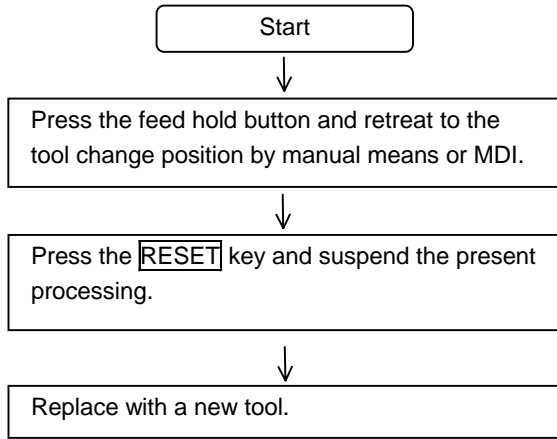 Start
Press the feed hold button and retreat to the
tool change position by manual means or MDI.
Press the RESET key and suspend the present
processing.
Replace with a new tool.